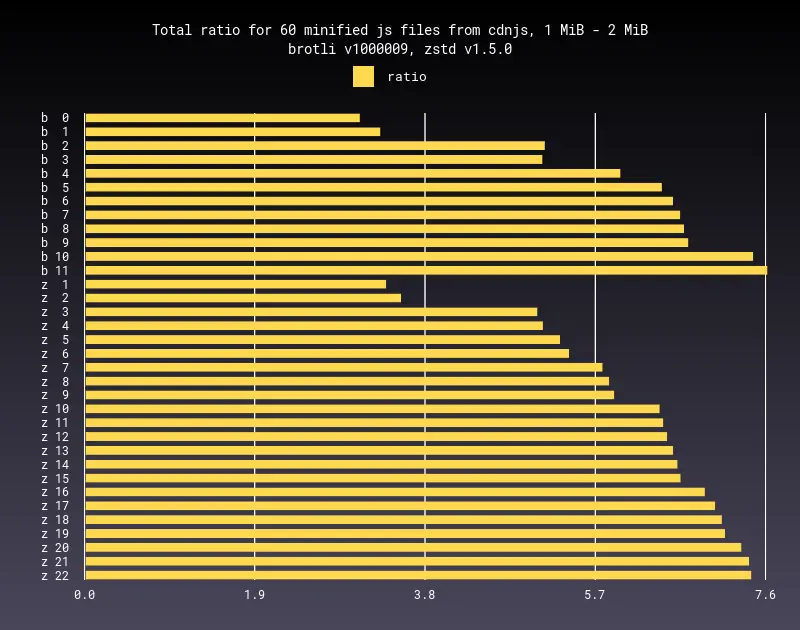 Total ratio for 60 minified js files from cdnjs, 1 MiB - 2 MiB
brotli v1000009, zstd v1.5.0
ratio
b 0
b 1
b 2
b 3
b 4
b 5
b 6
b 7
b 8
b 9
b 10
b 11
z 1
z 2
z 3
z 4
z 5
z 6
z 7
z 8
z 9
z 10
z 11
z 12
z 13
z 14
z 15
z 16
z 17
z 18
z 19
z 20
z 21
z 22
0.0 1.9 3.8 5.7 7.6